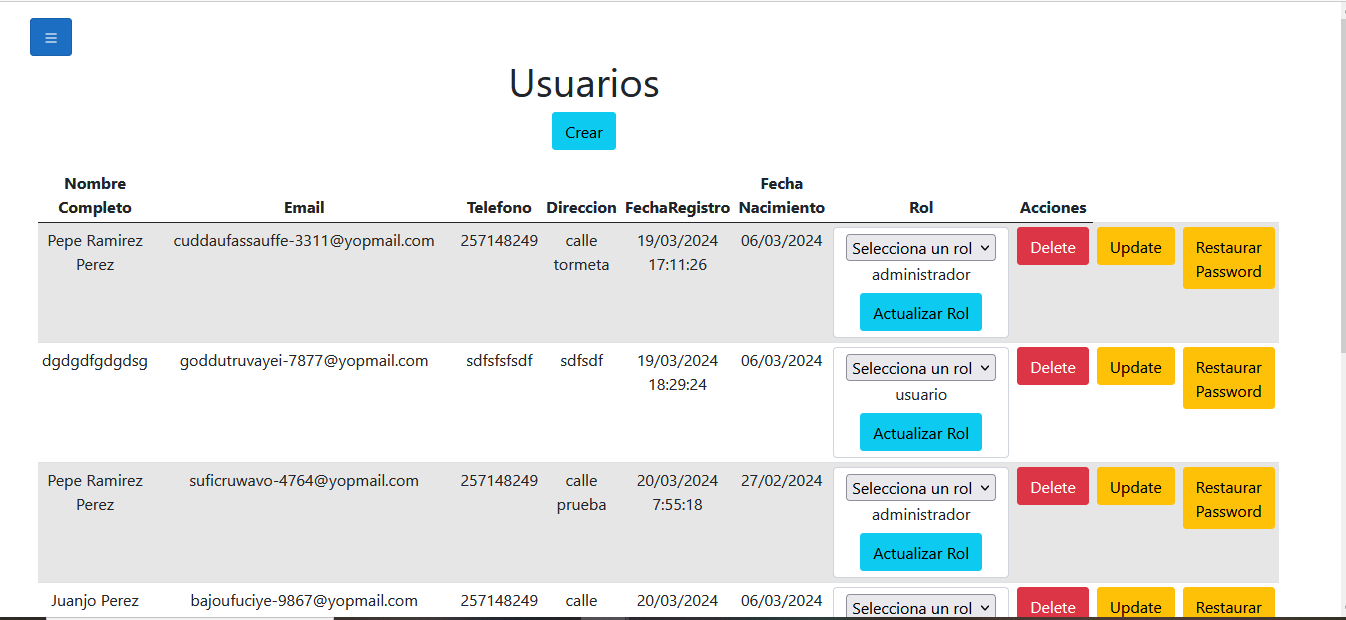 Usuarios
Crear
Nombre Completo Email Telefono Direccion FechaRegistro Fecha Nacimiento Rol Acciones
Pepe Ramirez Perez cuddaufassauffe-3311@yopmail.com 257148249 calle tormeta 19/03/2024 17:11:26 06/03/2024 Selecciona un rol administrador Actualizar Rol Delete Update Restaurar Password
dgdgdfgdgdsg goddutruvayei-7877@yopmail.com sdfsfsfsdf sdfsdf 19/03/2024 18:29:24 06/03/2024 Selecciona un rol usuario Actualizar Rol Delete Update Restaurar Password
Pepe Ramirez Perez suficruwavo-4764@yopmail.com 257148249 calle prueba 20/03/2024 7:55:18 27/02/2024 Selecciona un rol administrador Actualizar Rol Delete Update Restaurar Password
Juanjo Perez bajoufuciye-9867@yopmail.com 257148249 calle 20/03/2024 06/03/2024 Selecciona un rol Delete Update Restaurar